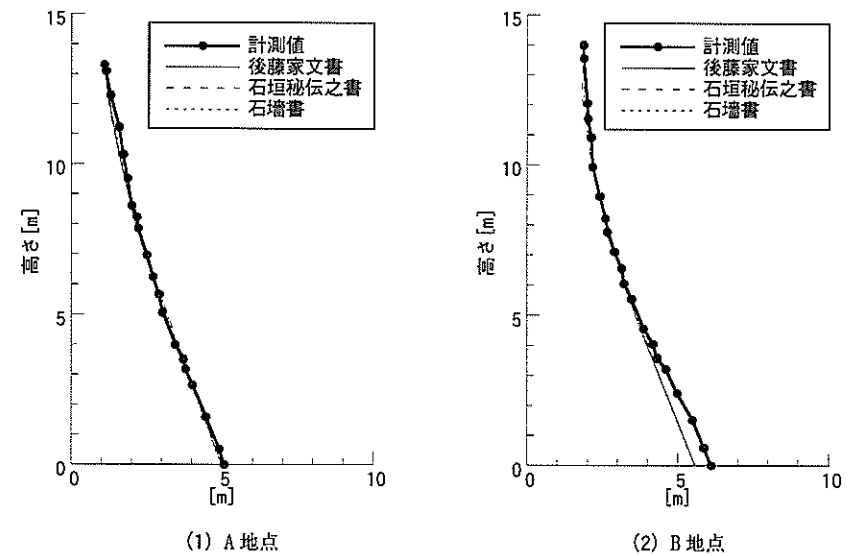 15
計測値
後藤家文書
石垣秘伝之書
石墻書
10
高さ[m]
5
0
0
5
10
[m]
(1) A地点
15
計測値
後藤家文書
石垣秘伝之書
石墻書
10
高さ[m]
5
0
0
5
10
[m]
(2) B地点